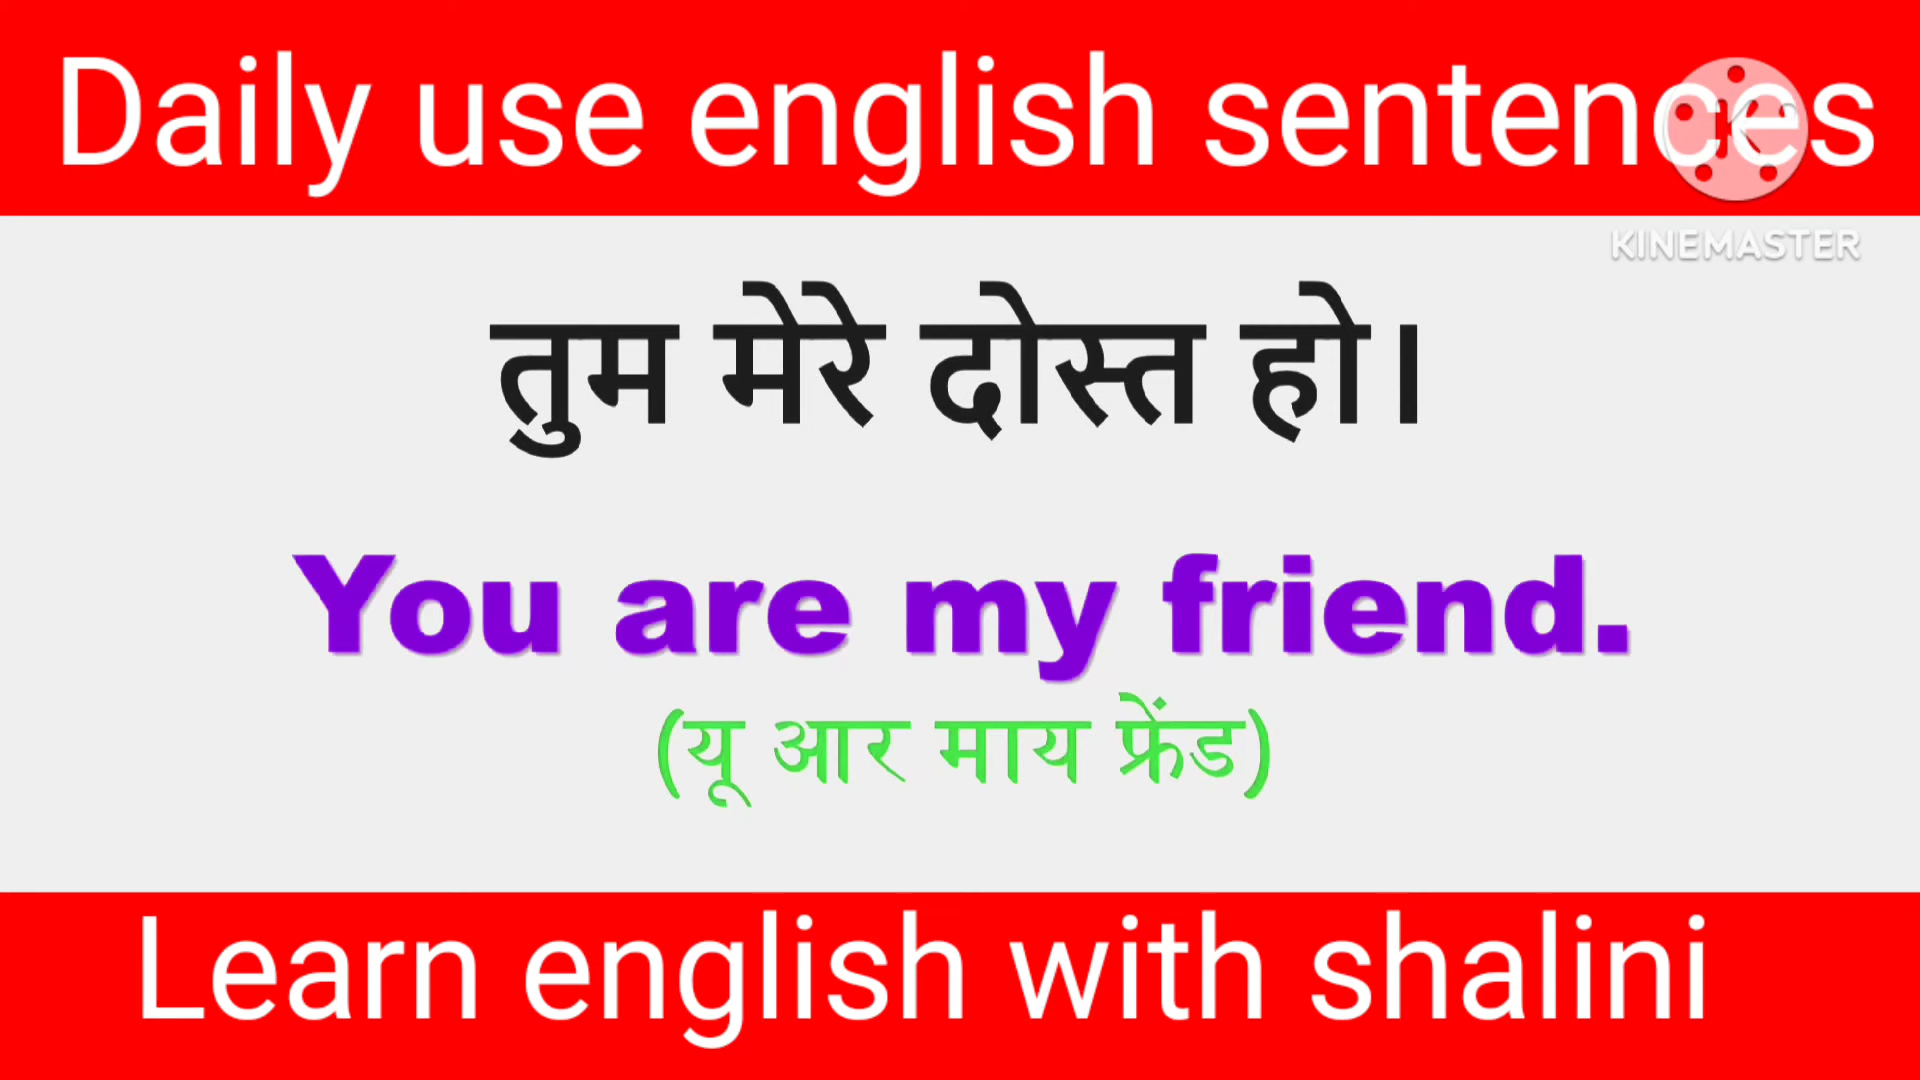 Daily use english sentences
K
KINEMASTER
तुम मेरे दोस्त हो।
You are my friend.
(यू आर माय फ्रेंड)
Learn english with shalini